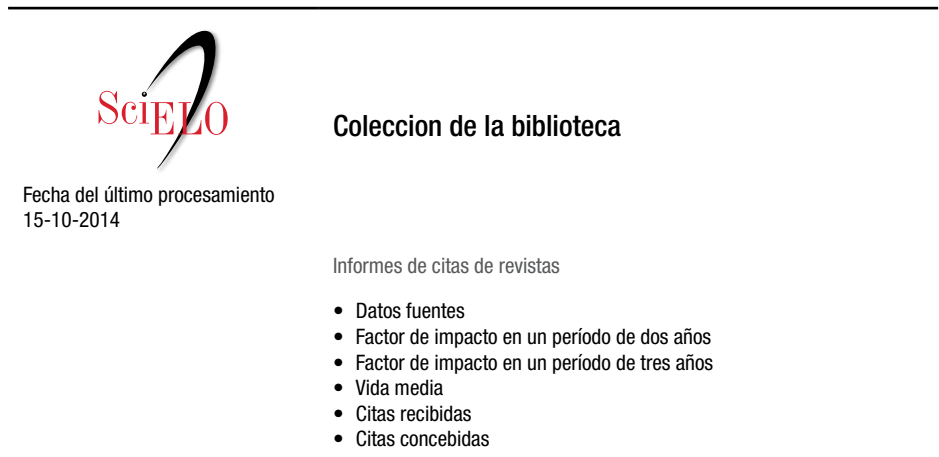 SciELO
Coleccion de la biblioteca
Fecha del último procesamiento
15-10-2014
Informes de citas de revistas
• Datos fuentes
• Factor de impacto en un período de dos años
• Factor de impacto en un período de tres años
• Vida media
• Citas recibidas
• Citas concebidas